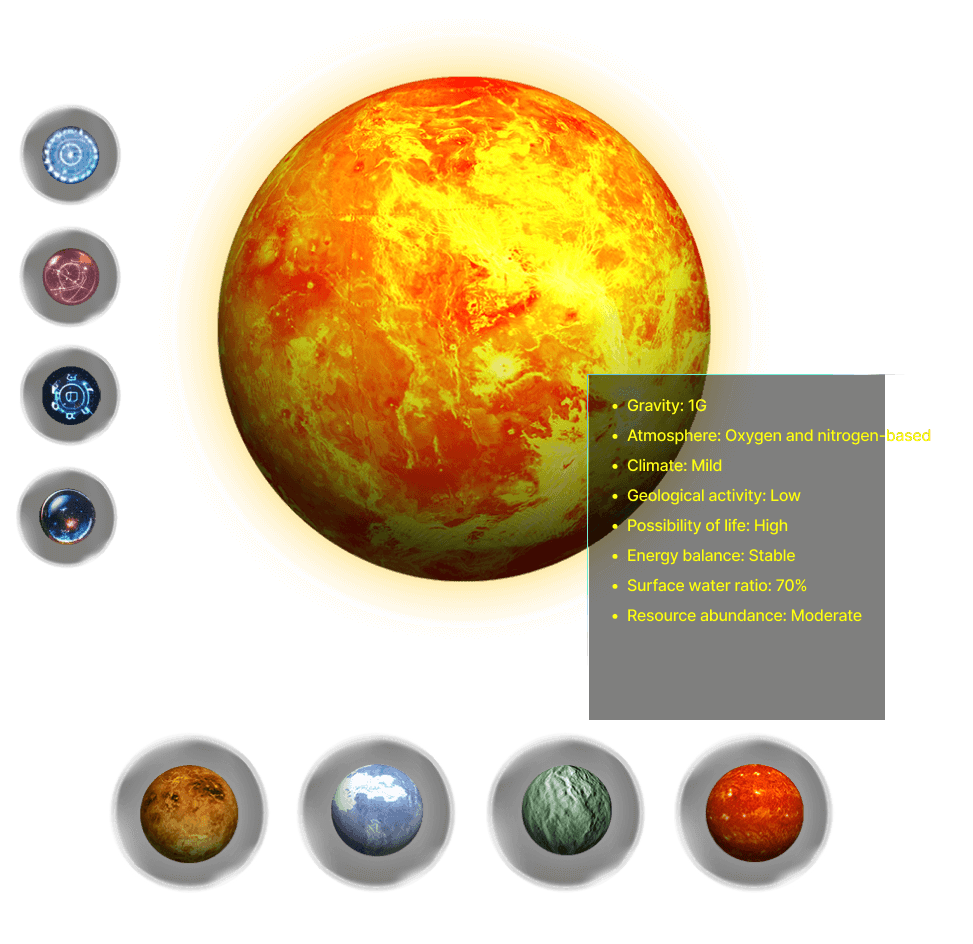 • Gravity: 1G
• Atmosphere: Oxygen and nitrogen-based
• Climate: Mild
• Geological activity: Low
• Possibility of life: High
• Energy balance: Stable
• Surface water ratio: 70%
• Resource abundance: Moderate